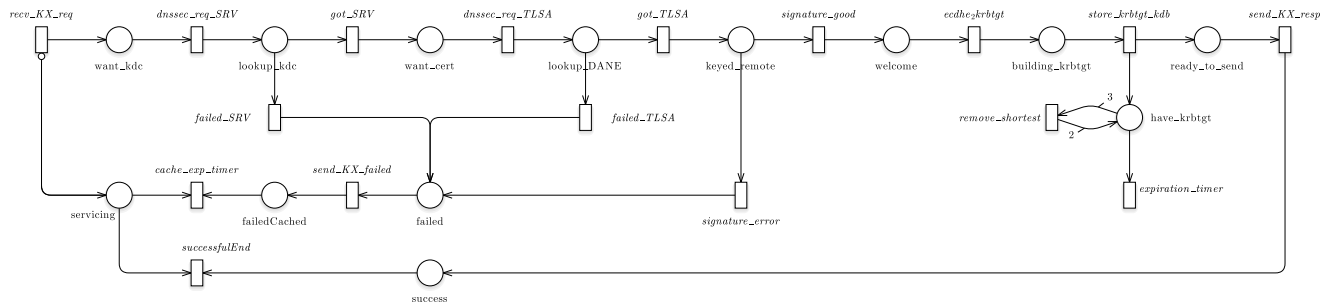 recv_KX_req
dnssec_req_SRV
got_SRV
dnssec_req_TLSA
got_TLSA
signature_good
ecdhe2krbtgt
store_krbtgt_kdb
send_KX_resp
want_kdc
lookup_kdc
want_cert
lookup_DANE
keyed_remote
welcome
building_krbtgt
ready_to_send
failed_SRV
failed_TLSA
remove_shortest
3
2
have_krbtgt
cache_exp_timer
send_KX_failed
expiration_timer
servicing
failedCached
failed
signature_error
successfulEnd
success